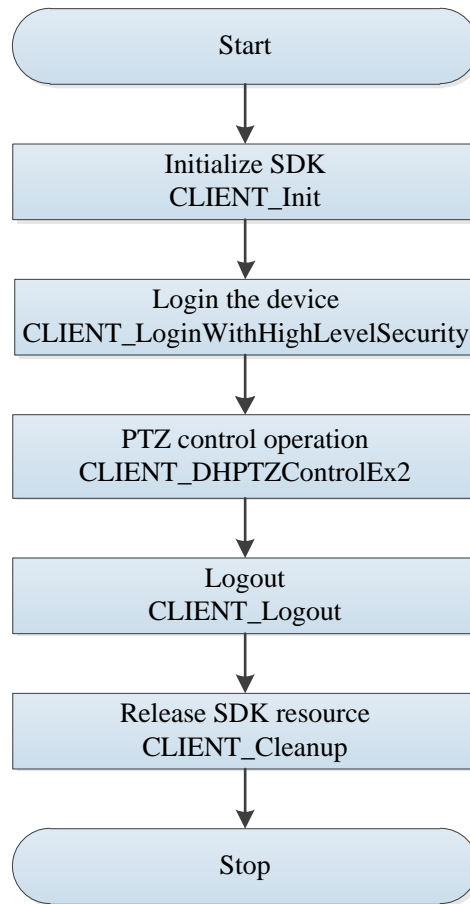 Start
Initialize SDK
CLIENT_Init
Login the device
CLIENT_LoginWithHighLevelSecurity
PTZ control operation
CLIENT_DHPTZControlEx2
Logout
CLIENT_Logout
Release SDK resource
CLIENT_Cleanup
Stop